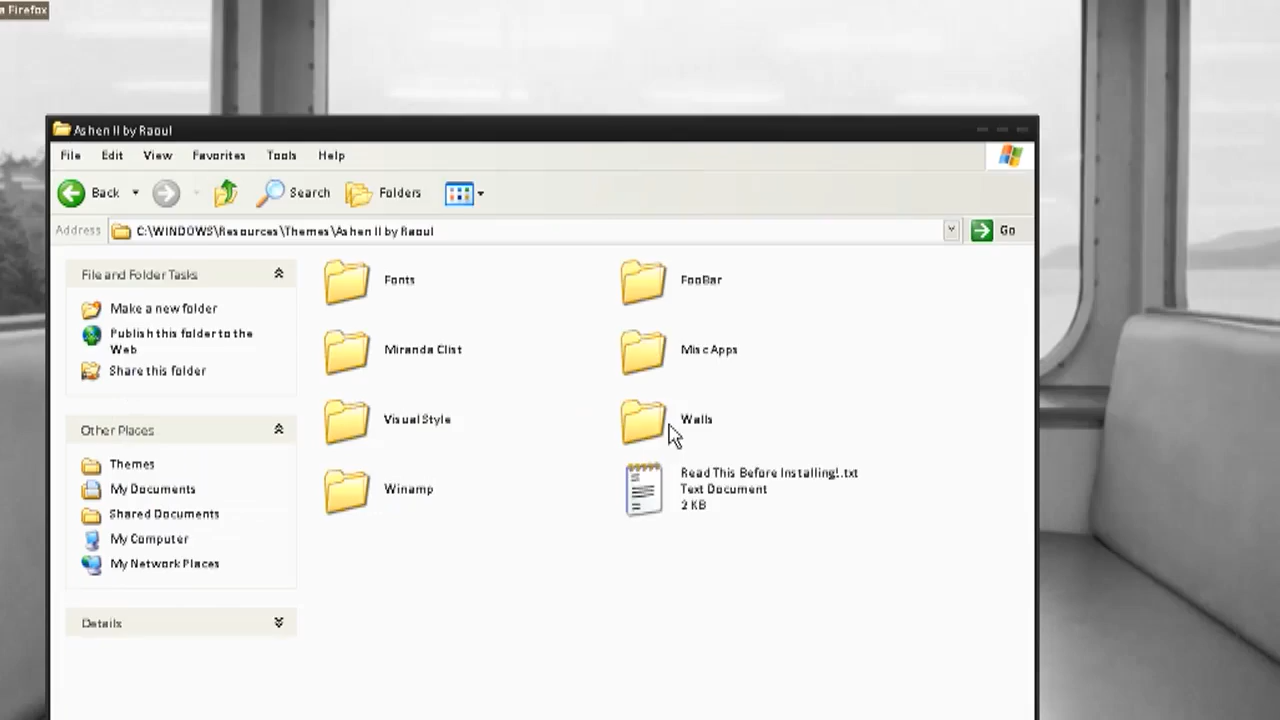 a Firefox
Ashen II by Raoul
File Edit View Favorites Tools Help
Back Search Folders
Address C:\WINDOWS\Resources\Themes\Ashen II by Raoul Go
File and Folder Tasks
Make a new folder
Publish this folder to the
Web
Share this folder
Other Places
Themes
My Documents
Shared Documents
My Computer
My Network Places
Details
Fonts
FooBar
Miranda Clist
Misc Apps
Visual Style
Walls
Winamp
Read This Before Installing!.txt
Text Document
2 KB